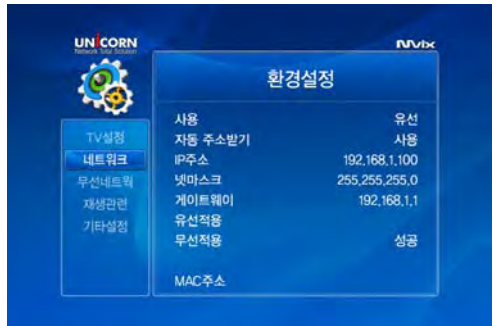 UNICORN
Network Total Solution
Mvix
환경설정
TV설정
네트워크
무선네트웍
재생관련
기타설정
사용 유선
자동 주소받기 사용
IP주소 192,168,1,100
넷마스크 255,255,255,0
게이트웨이 192,168,1,1
유선적용
무선적용 성공
MAC주소